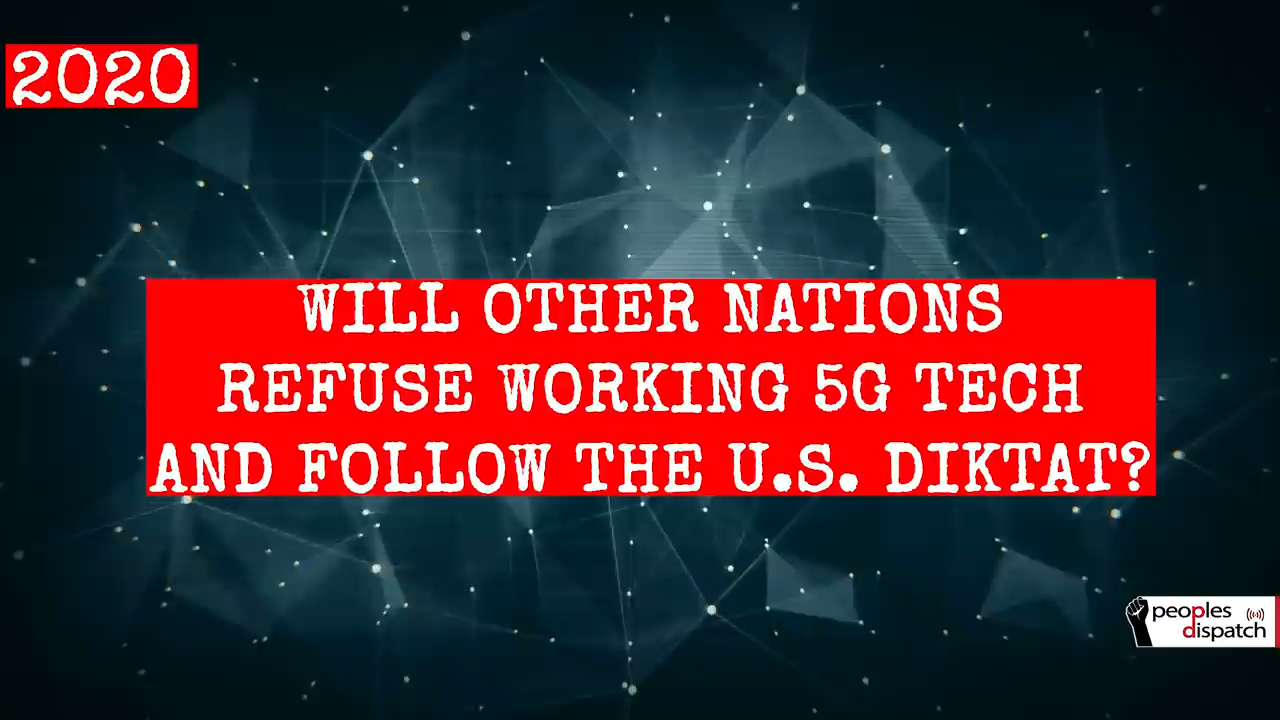 2020
WILL OTHER NATIONS
REFUSE WORKING 5G TECH
AND FOLLOW THE U.S. DIKTAT?
peoples
dispatch